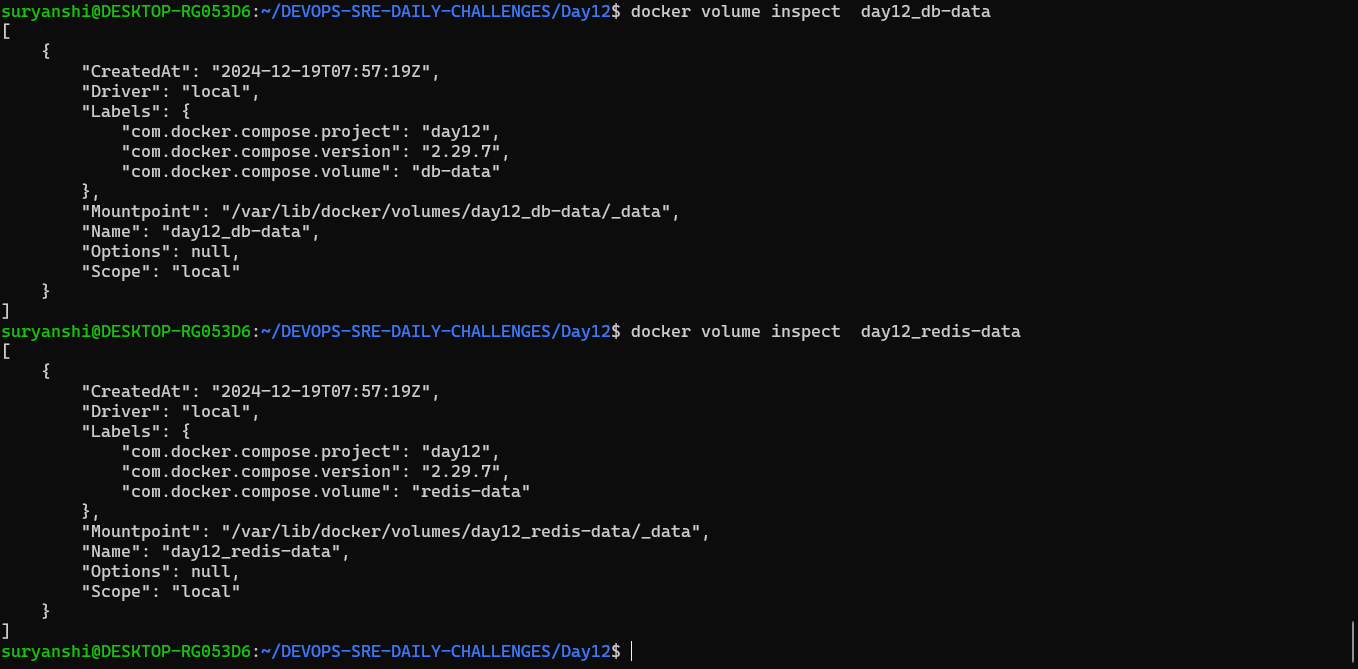 suryanshi@DESKTOP-RG053D6:~/DEVOPS-SRE-DAILY-CHALLENGES/Day12$ docker volume inspect  day12_db-data
[
    {
        "CreatedAt": "2024-12-19T07:57:19Z",
        "Driver": "local",
        "Labels": {
            "com.docker.compose.project": "day12",
            "com.docker.compose.version": "2.29.7",
            "com.docker.compose.volume": "db-data"
        },
        "Mountpoint": "/var/lib/docker/volumes/day12_db-data/_data",
        "Name": "day12_db-data",
        "Options": null,
        "Scope": "local"
    }
]
suryanshi@DESKTOP-RG053D6:~/DEVOPS-SRE-DAILY-CHALLENGES/Day12$ docker volume inspect  day12_redis-data
[
    {
        "CreatedAt": "2024-12-19T07:57:19Z",
        "Driver": "local",
        "Labels": {
            "com.docker.compose.project": "day12",
            "com.docker.compose.version": "2.29.7",
            "com.docker.compose.volume": "redis-data"
        },
        "Mountpoint": "/var/lib/docker/volumes/day12_redis-data/_data",
        "Name": "day12_redis-data",
        "Options": null,
        "Scope": "local"
    }
]
suryanshi@DESKTOP-RG053D6:~/DEVOPS-SRE-DAILY-CHALLENGES/Day12$